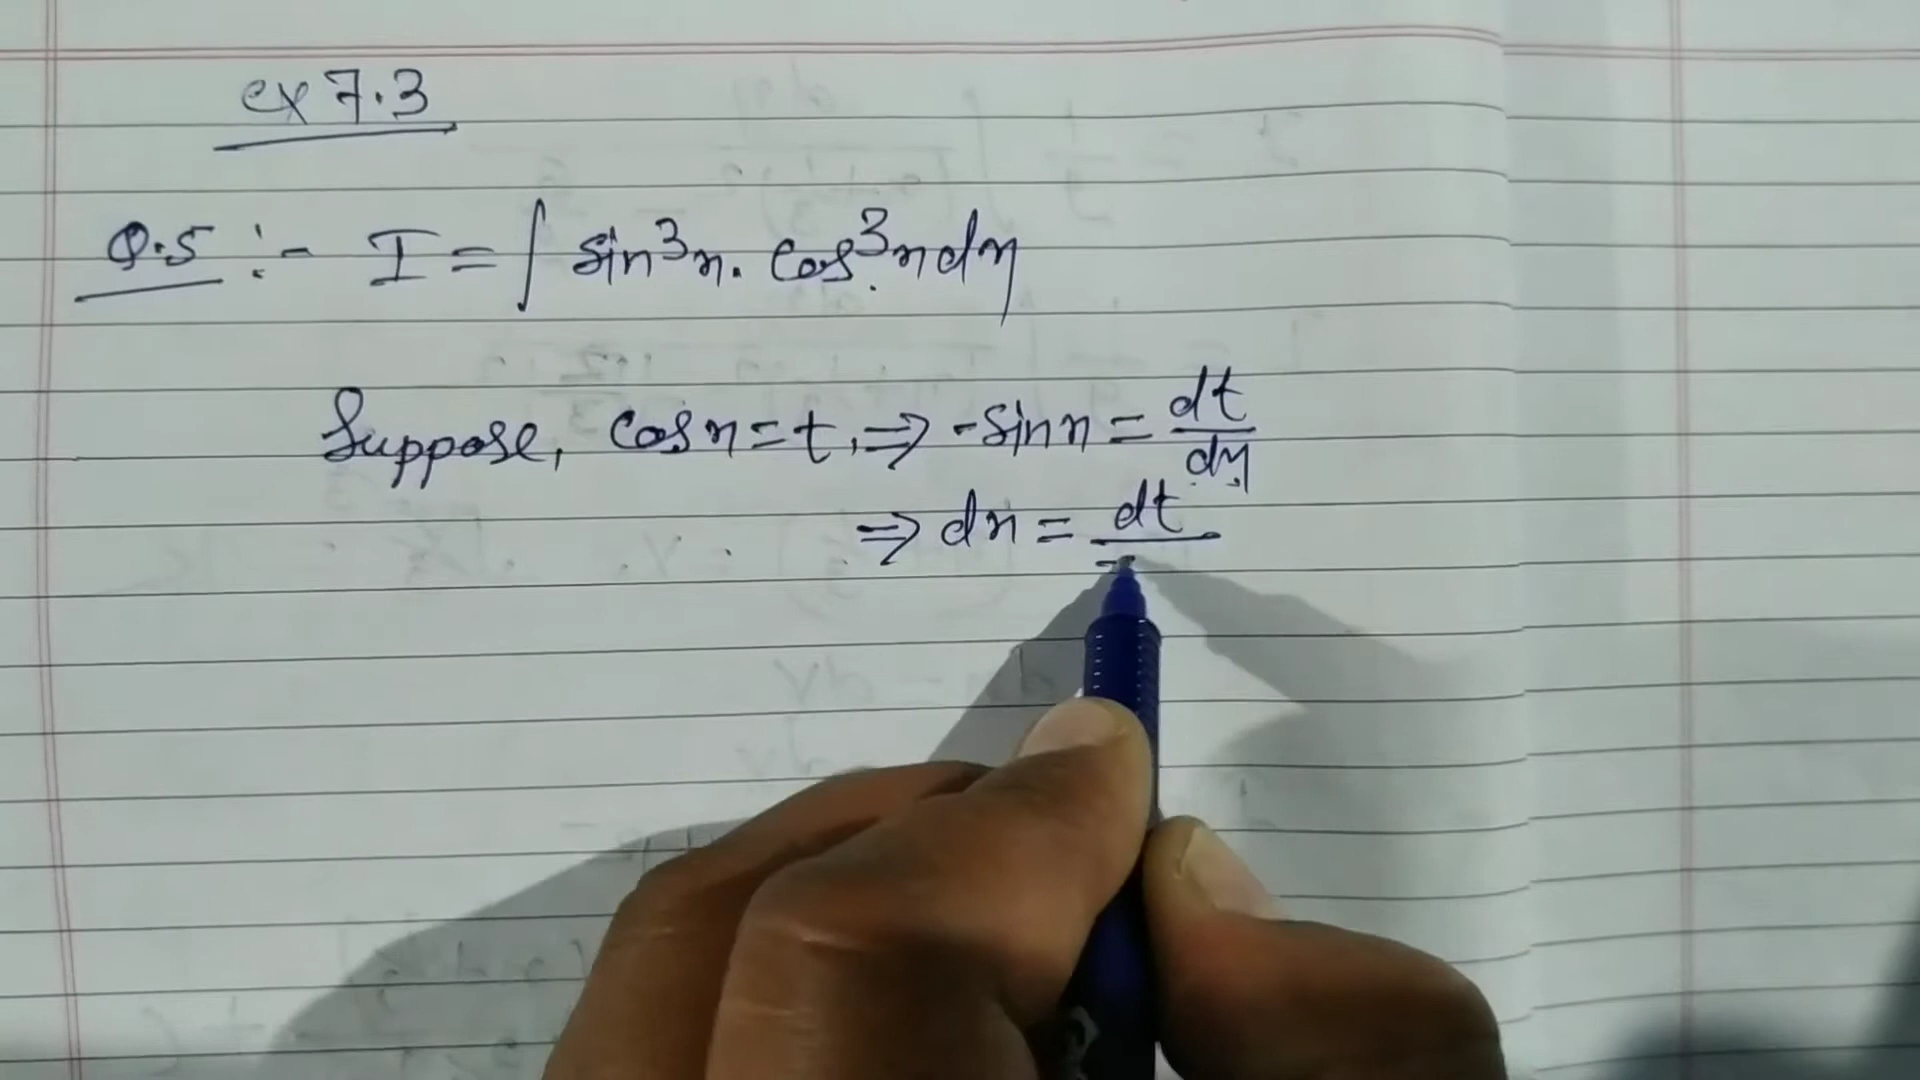 ex 7.3
Q.5 :- I = ∫ sin³x. cos³x dx
Suppose, cos x = t, ⇒ -sin x = dt/dx
⇒ dx = dt/-